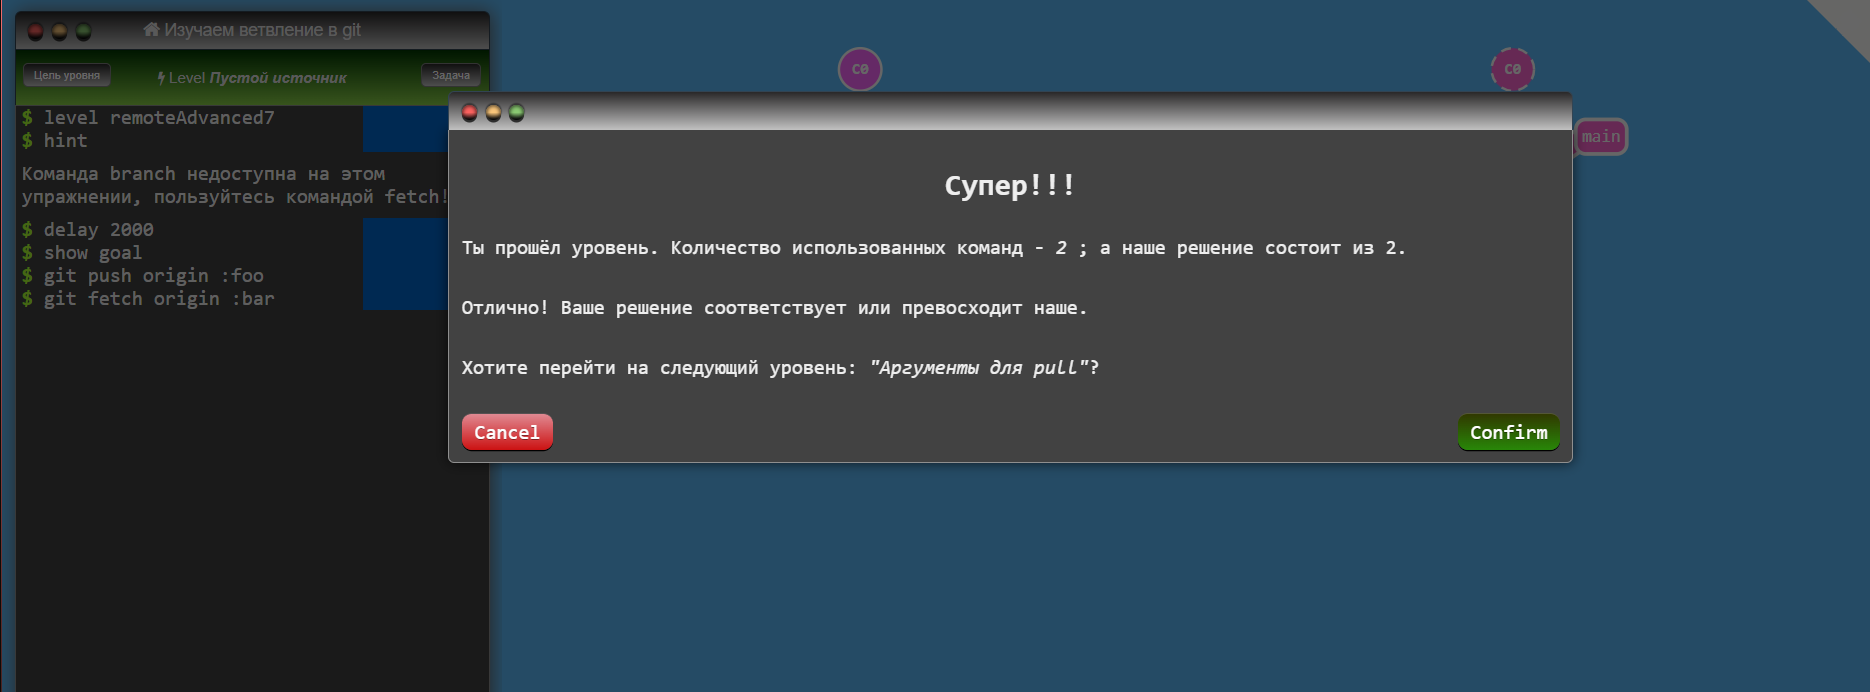 Изучаем ветвление в git
Цель уровня
Level Пустой источник
Задача
$ level remoteAdvanced7
$ hint
Команда branch недоступна на этом
упражнении, пользуйтесь командой fetch!
$ delay 2000
$ show goal
$ git push origin :foo
$ git fetch origin :bar
C0
C0
main
Супер!!!
Ты прошёл уровень. Количество использованных команд - 2 ; а наше решение состоит из 2.
Отлично! Ваше решение соответствует или превосходит наше.
Хотите перейти на следующий уровень: "Аргументы для pull"?
Cancel
Confirm